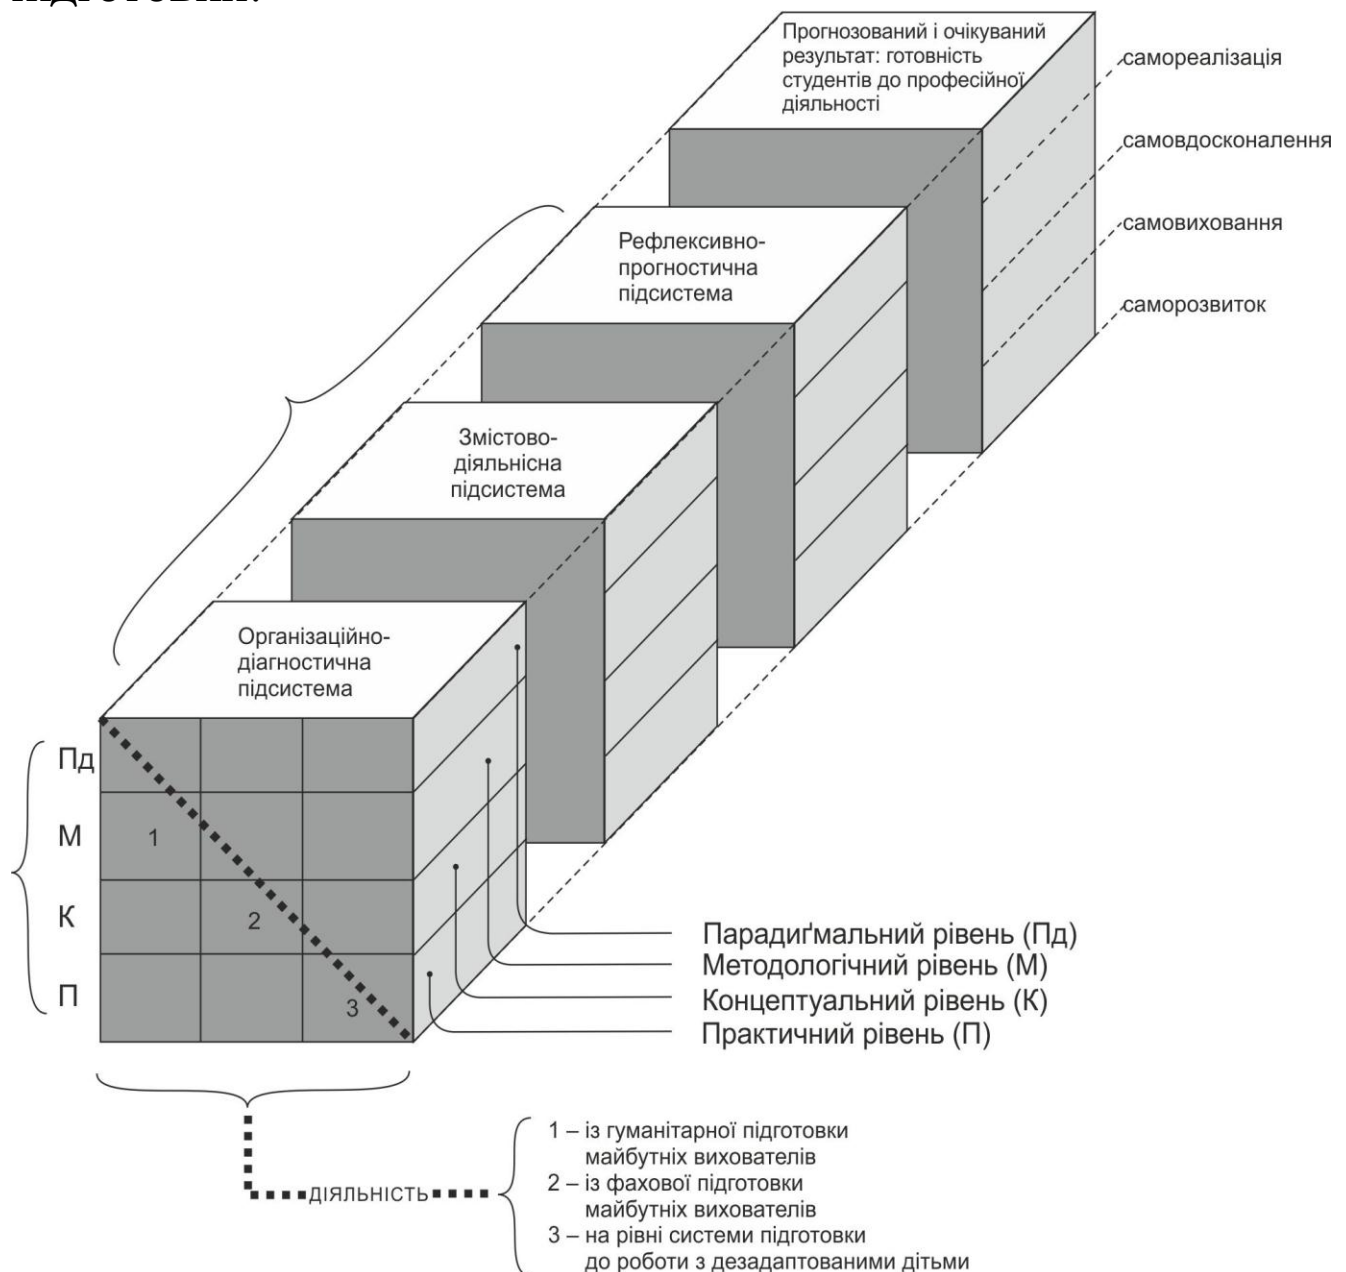 підготовки.
Прогнозований і очікуваний
результат: готовність
студентів до професійної
діяльності
самореалізація
самовдосконалення
самовиховання
саморозвиток
Рефлексивно-
прогностична
підсистема
Змістово-
діяльнісна
підсистема
Організаційно-
діагностична
підсистема
Пд
М
К
П
1
2
3
Парадиґмальний рівень (Пд)
Методологічний рівень (М)
Концептуальний рівень (К)
Практичний рівень (П)
ДІЯЛЬНІСТЬ
1 – із гуманітарної підготовки
майбутніх вихователів
2 – із фахової підготовки
майбутніх вихователів
3 – на рівні системи підготовки
до роботи з дезадаптованими дітьми